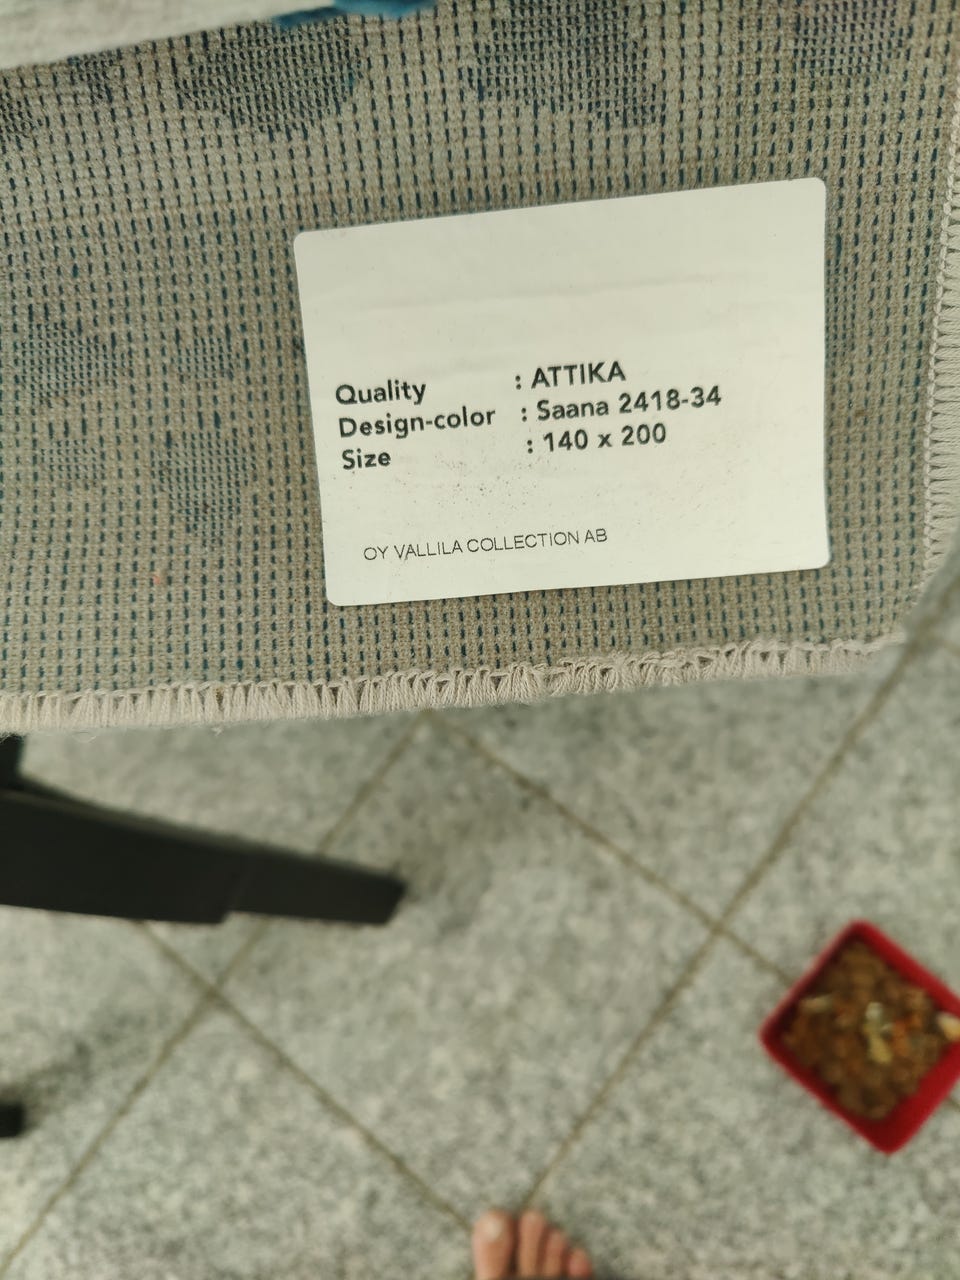 Quality : ATTIKA
Design-color : Saana 2418-34
Size : 140 x 200
OY VALLILA COLLECTION AB